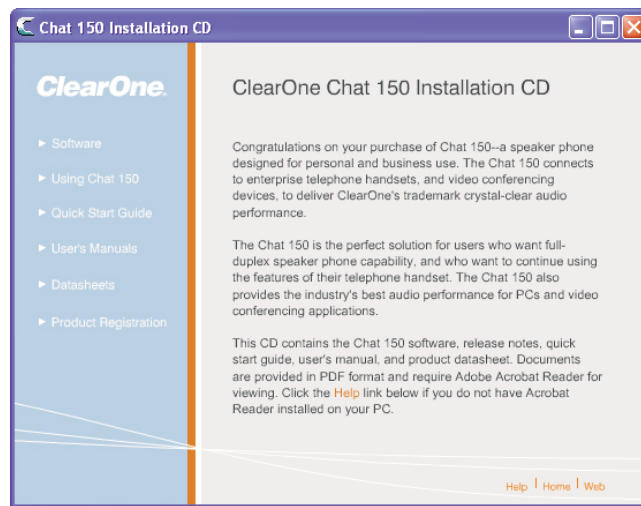 Chat 150 Installation CD
ClearOne.
Software
Using Chat 150
Quick Start Guide
User's Manuals
Datasheets
Product Registration
ClearOne Chat 150 Installation CD
Congratulations on your purchase of Chat 150--a speaker phone
designed for personal and business use. The Chat 150 connects
to enterprise telephone handsets, and video conferencing
devices, to deliver ClearOne's trademark crystal-clear audio
performance.
The Chat 150 is the perfect solution for users who want full-
duplex speaker phone capability, and who want to continue using
the features of their telephone handset. The Chat 150 also
provides the industry's best audio performance for PCs and video
conferencing applications.
This CD contains the Chat 150 software, release notes, quick
start guide, user's manual, and product datasheet. Documents
are provided in PDF format and require Adobe Acrobat Reader for
viewing. Click the Help link below if you do not have Acrobat
Reader installed on your PC.
Help | Home | Web